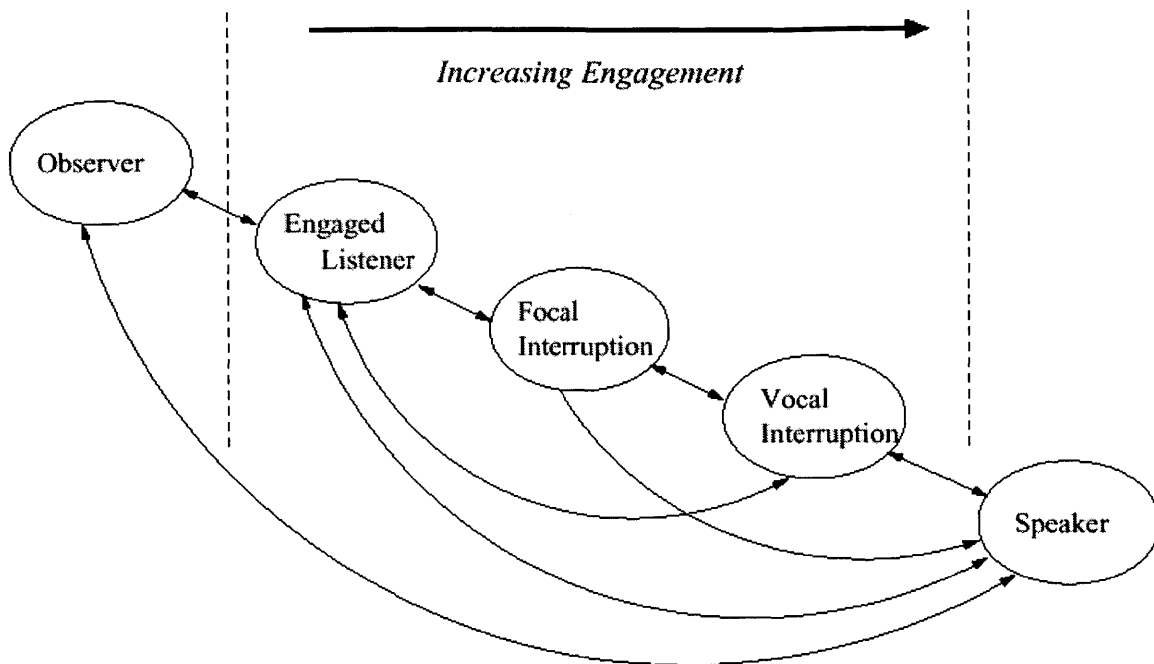 Increasing Engagement
Observer
Engaged
Listener
Focal
Interruption
Vocal
Interruption
Speaker